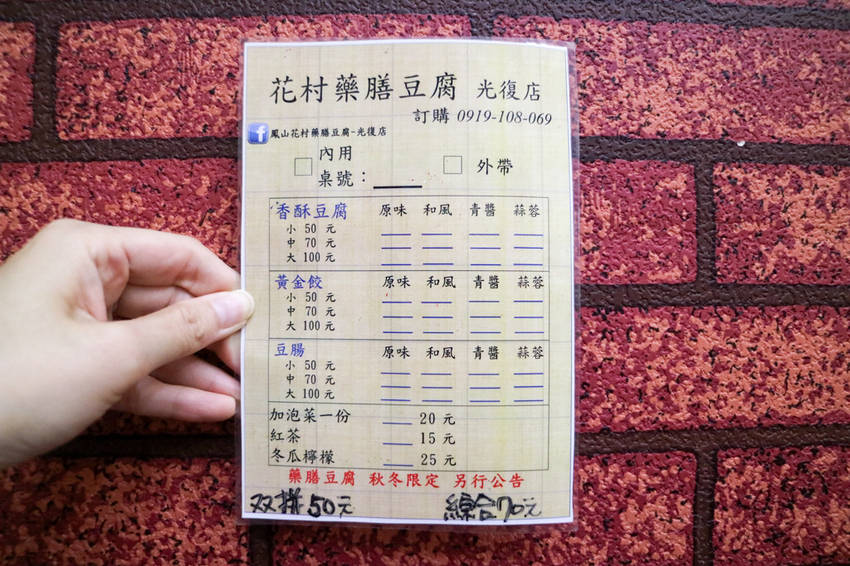 花村藥膳豆腐 光復店
訂購 0919-108-069
f 鳳山花村藥膳豆腐-光復店
內用
桌號：
外帶
香酥豆腐 原味 和風 青醬 蒜蓉
小 50 元
中 70 元
大 100 元
黃金餃 原味 和風 青醬 蒜蓉
小 50 元
中 70 元
大 100 元
豆腸 原味 和風 青醬 蒜蓉
小 50 元
中 70 元
大 100 元
加泡菜一份 20 元
紅茶 15 元
冬瓜檸檬 25 元
藥膳豆腐 秋冬限定 另行公告
双拼50元 綜合70元